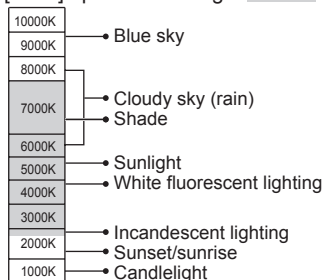 10000K
9000K
Blue sky
8000K
7000K
Cloudy sky (rain)
Shade
6000K
5000K
Sunlight
4000K
White fluorescent lighting
3000K
2000K
Incandescent lighting
Sunset/sunrise
1000K
Candlelight